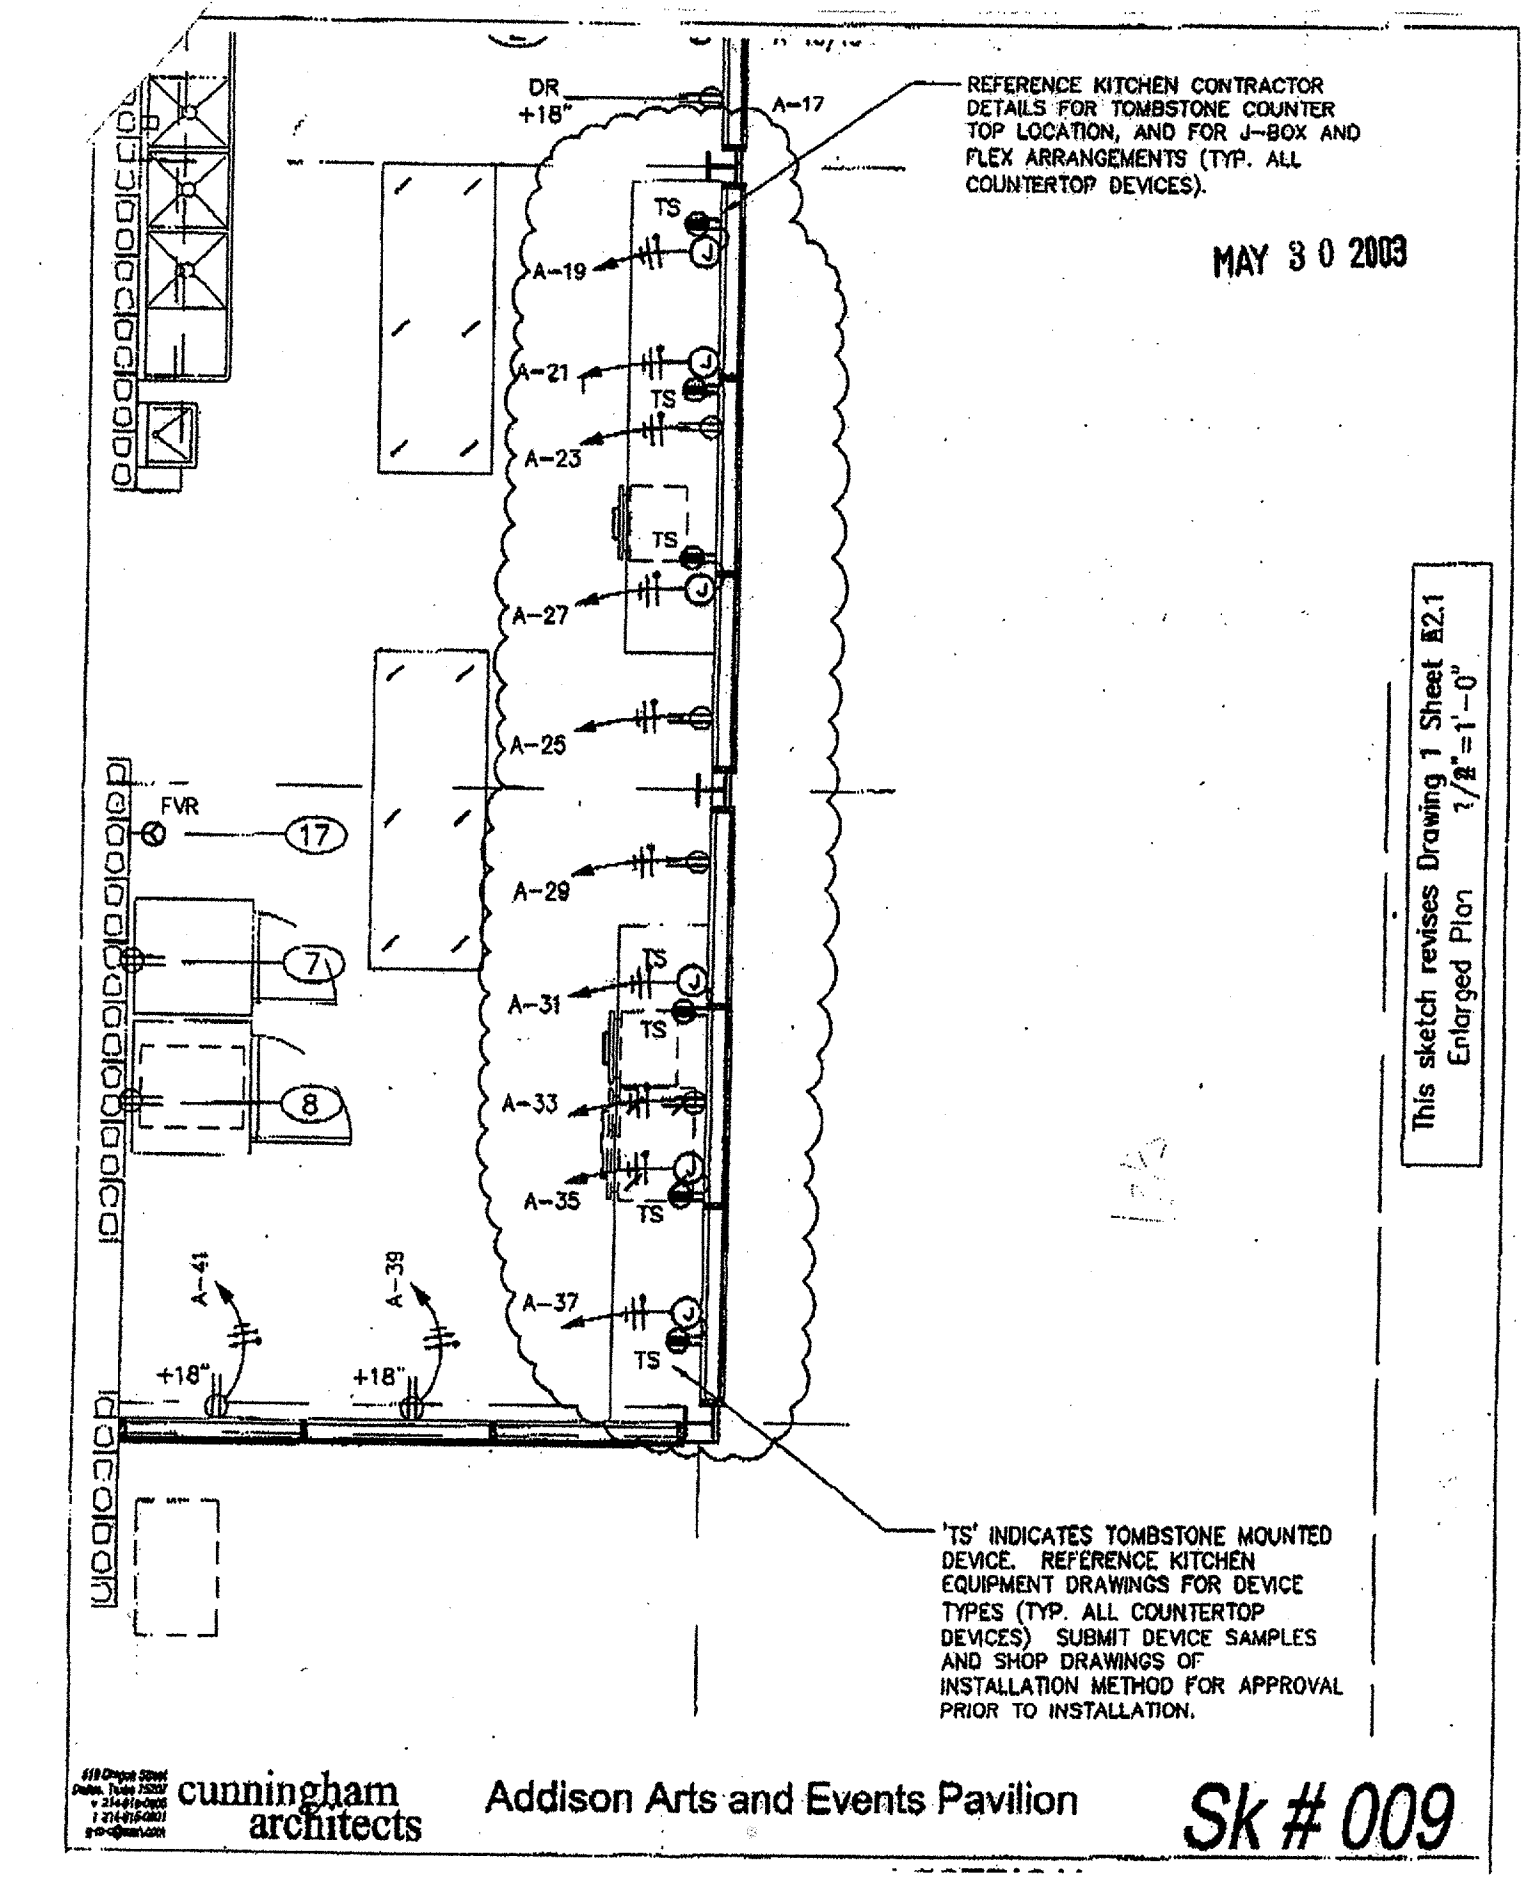 DR
+18"
A-17
REFERENCE KITCHEN CONTRACTOR
DETAILS FOR TOMBSTONE COUNTER
TOP LOCATION, AND FOR J-BOX AND
FLEX ARRANGEMENTS (TYP. ALL
COUNTERTOP DEVICES).
MAY 30 2003
TS
J
A-19
J
A-21
TS
A-23
TS
J
A-27
A-25
FVR
17
A-29
7
TS
J
A-31
TS
8
A-33
J
A-35
TS
A-41
A-39
A-37
J
TS
+18"
+18"
This sketch revises Drawing 1 Sheet 2.1
Enlarged Plan "=1'-0"
'TS' INDICATES TOMBSTONE MOUNTED
DEVICE. REFERENCE KITCHEN
EQUIPMENT DRAWINGS FOR DEVICE
TYPES (TYP. ALL COUNTERTOP
DEVICES) SUBMIT DEVICE SAMPLES
AND SHOP DRAWINGS OF
INSTALLATION METHOD FOR APPROVAL
PRIOR TO INSTALLATION.
cunningham
architects
Addison Arts and Events Pavilion
Sk # 009